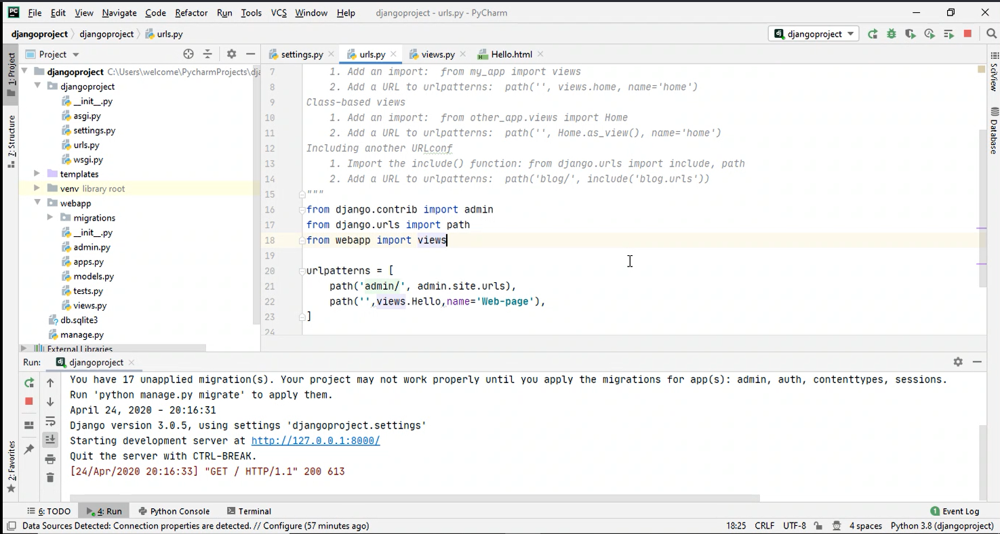 PC File Edit View Navigate Code Refactor Run Tools VCS Window Help djangoproject - urls.py - PyCharm
djangoproject djangoproject urls.py dj djangoproject
1: Project
7: Structure
2: Favorites
Project
djangoproject C:\Users\welcome\PycharmProjects\dja
djangoproject
__init__.py
asgi.py
settings.py
urls.py
wsgi.py
templates
venv library root
webapp
migrations
__init__.py
admin.py
apps.py
models.py
tests.py
views.py
db.sqlite3
manage.py
External Libraries
settings.py urls.py views.py Hello.html
7 1. Add an import: from my_app import views
8 2. Add a URL to urlpatterns: path('', views.home, name='home')
9 Class-based views
10 1. Add an import: from other_app.views import Home
11 2. Add a URL to urlpatterns: path('', Home.as_view(), name='home')
12 Including another URLconf
13 1. Import the include() function: from django.urls import include, path
14 2. Add a URL to urlpatterns: path('blog/', include('blog.urls'))
15 """
16 from django.contrib import admin
17 from django.urls import path
18 from webapp import views
19
20 urlpatterns = [
21 path('admin/', admin.site.urls),
22 path('',views.Hello,name='Web-page'),
23 ]
24
SciView
Database
Run: dj djangoproject
You have 17 unapplied migration(s). Your project may not work properly until you apply the migrations for app(s): admin, auth, contenttypes, sessions.
Run 'python manage.py migrate' to apply them.
April 24, 2020 - 20:16:31
Django version 3.0.5, using settings 'djangoproject.settings'
Starting development server at http://127.0.0.1:8000/
Quit the server with CTRL-BREAK.
[24/Apr/2020 20:16:33] "GET / HTTP/1.1" 200 613
6: TODO 4: Run Python Console Terminal 1 Event Log
Data Sources Detected: Connection properties are detected. // Configure (57 minutes ago) 18:25 CRLF UTF-8 4 spaces Python 3.8 (djangoproject)